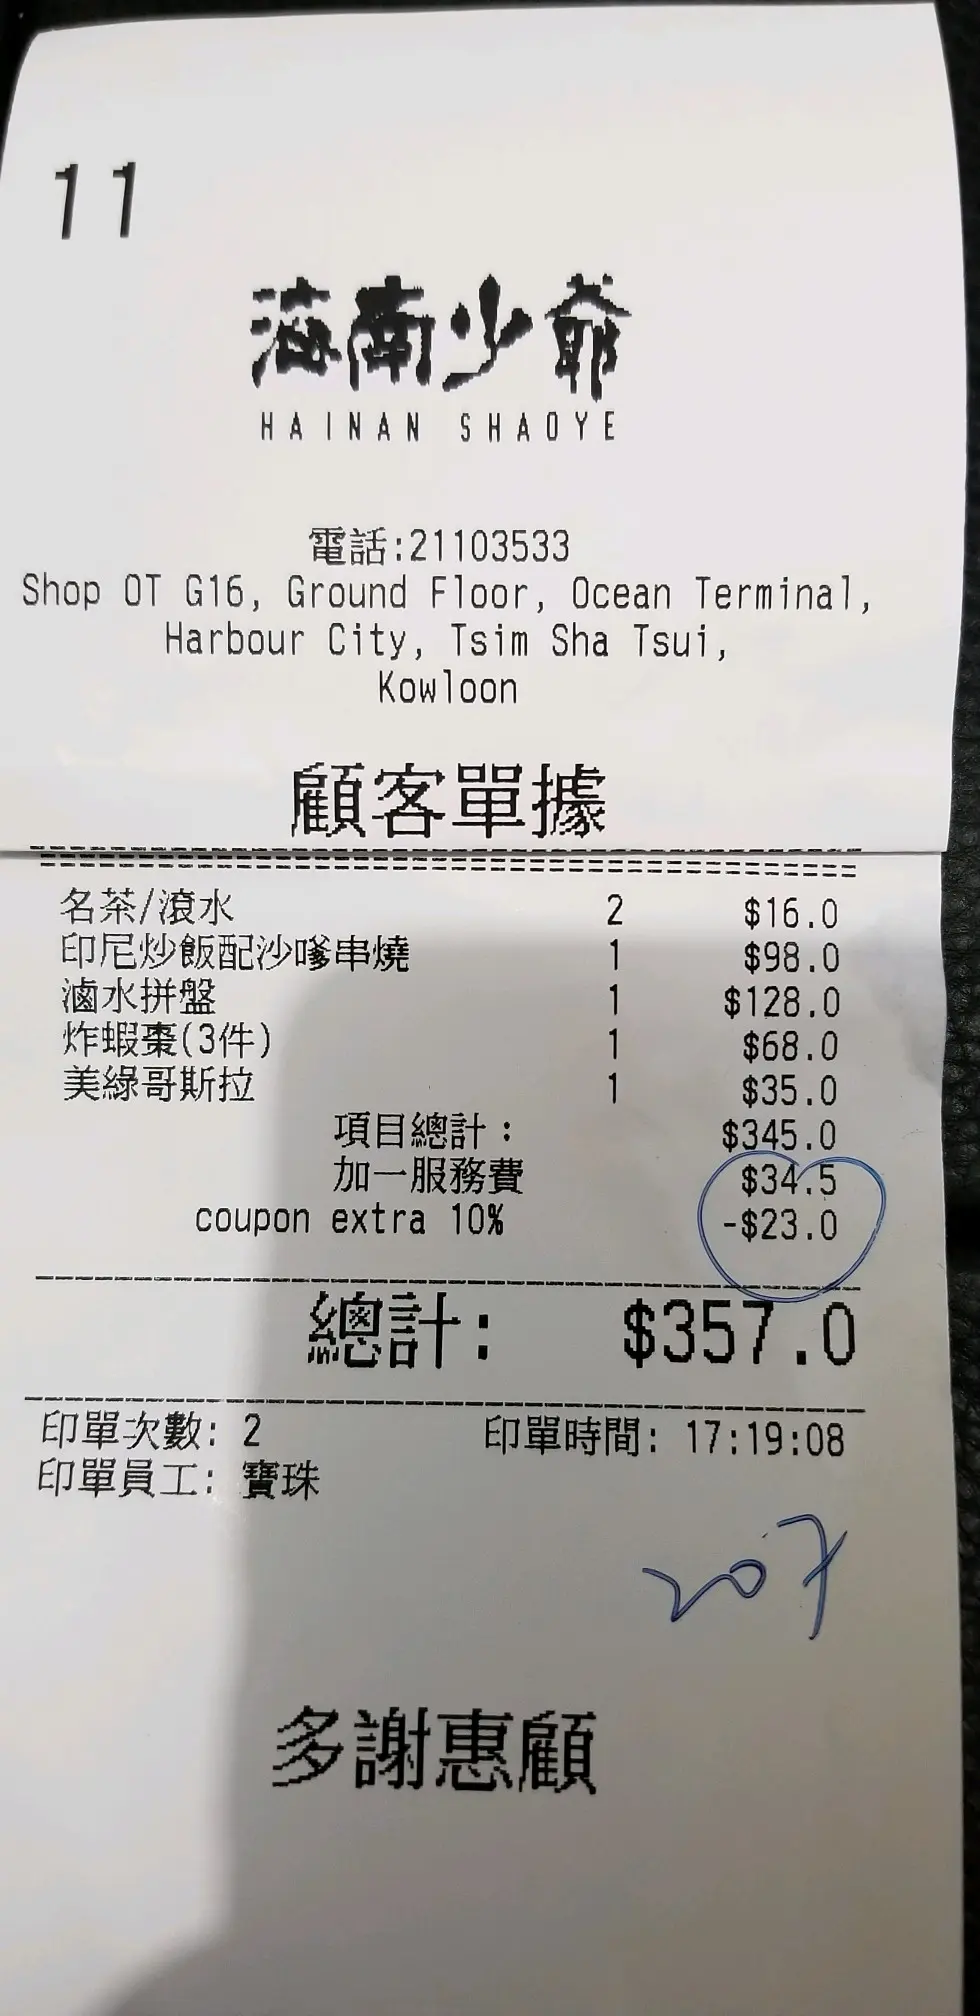 11
海南少爺
HAINAN SHAOYE
電話:21103533
Shop OT G16, Ground Floor, Ocean Terminal,
Harbour City, Tsim Sha Tsui,
Kowloon
顧客單據
名茶/滾水 2 $16.0
印尼炒飯配沙嗲串燒 1 $98.0
滷水拼盤 1 $128.0
炸蝦棗(3件) 1 $68.0
美綠哥斯拉 1 $35.0
項目總計: $345.0
加一服務費 $34.5
coupon extra 10% -$23.0
總計: $357.0
印單次數: 2 印單時間: 17:19:08
印單員工: 寶珠
207
多謝惠顧